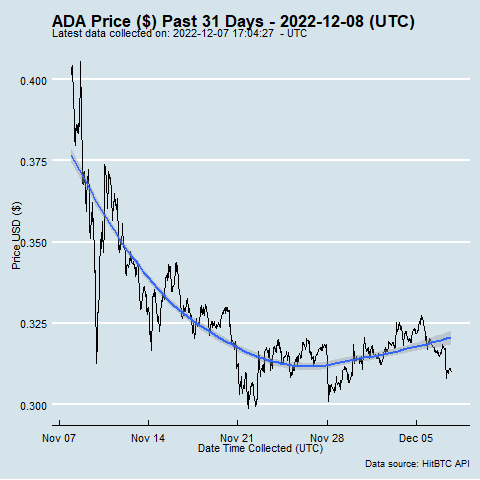 ADA Price ($) Past 31 Days - 2022-12-08 (UTC)
Latest data collected on: 2022-12-07 17:04:27 - UTC
Price USD ($)
0.400
0.375
0.350
0.325
0.300
Nov 07 Nov 14 Nov 21 Nov 28 Dec 05
Date Time Collected (UTC)
Data source: HitBTC API